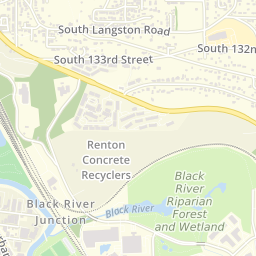 South Langston Road
South 132n
South 133rd Street
Renton
Concrete
Recyclers
Black
River
Riparian
Forest
and Wetland
Black River
Junction
Black River